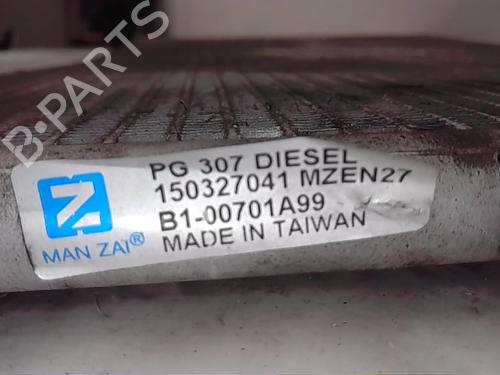 B-PARTS
PG 307 DIESEL
150327041 MZEN27
B1-00701A99
MADE IN TAIWAN
Z
MAN ZAI®